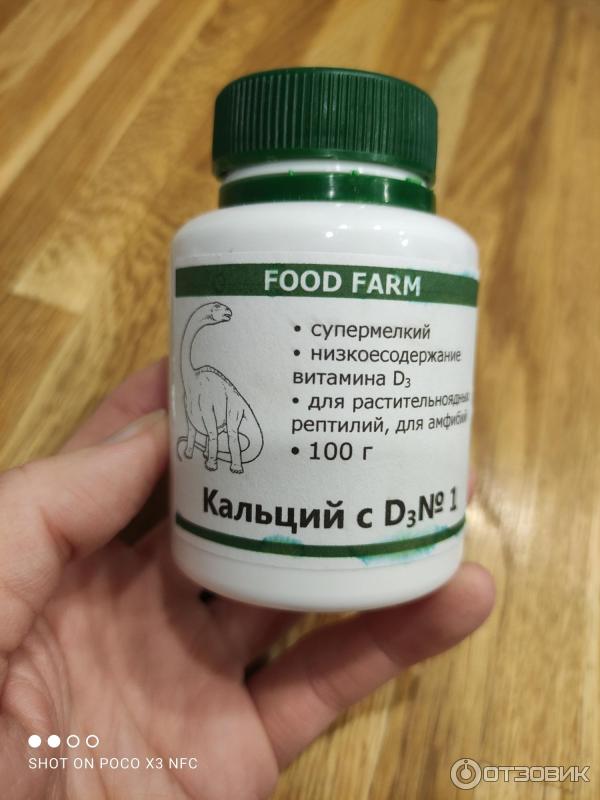 FOOD FARM
• супермелкий
• низкоесодержание
витамина D₃
• для растительноядных
рептилий, для амфибий
• 100 г
Кальций с D₃№ 1
SHOT ON POCO X3 NFC
ОТЗОВИК